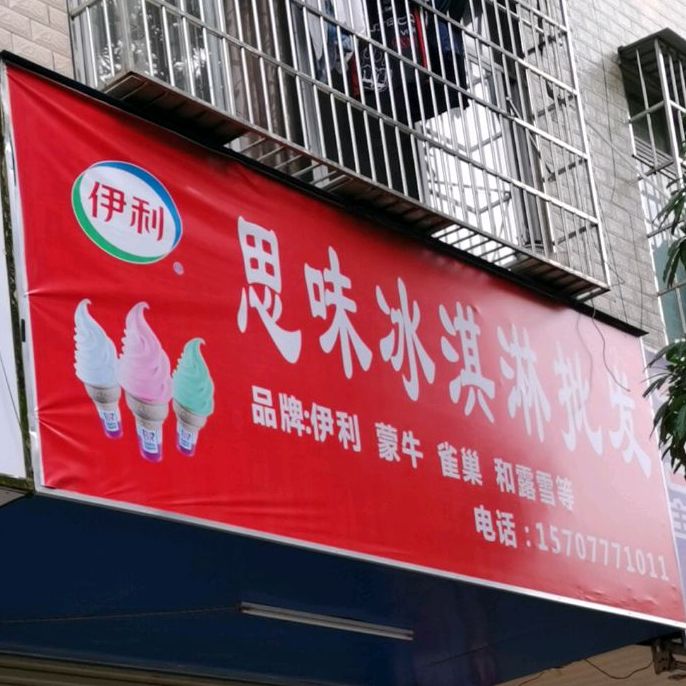 伊利
思味冰淇淋批发
品牌:伊利 蒙牛 雀巢 和露雪等
电话：15707771011